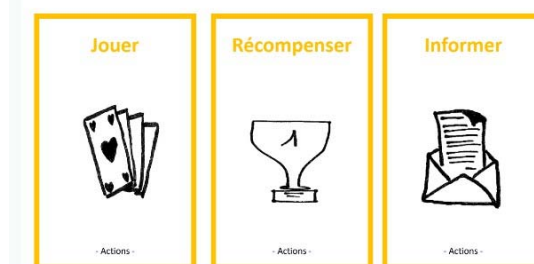 Jouer
Récompenser
Informer
1
- Actions -
- Actions -
- Actions -